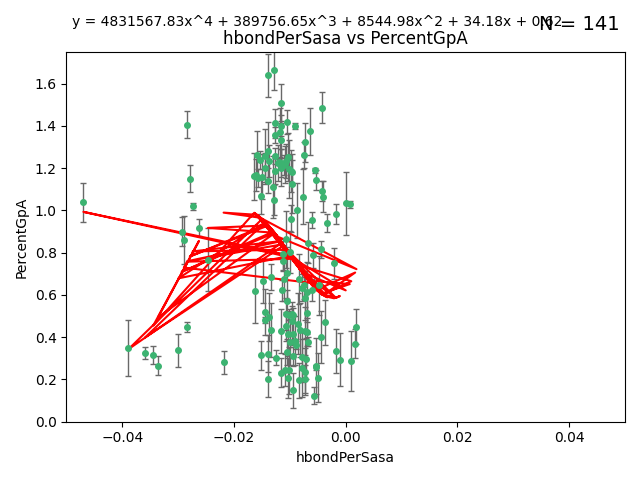 y = 4831567.83x^4 + 389756.65x^3 + 8544.98x^2 + 34.18x + 0.62
N = 141
hbondPerSasa vs PercentGpA
1.6
1.4
1.2
1.0
0.8
0.6
0.4
0.2
0.0
PercentGpA
−0.04
−0.02
0.00
0.02
0.04
hbondPerSasa